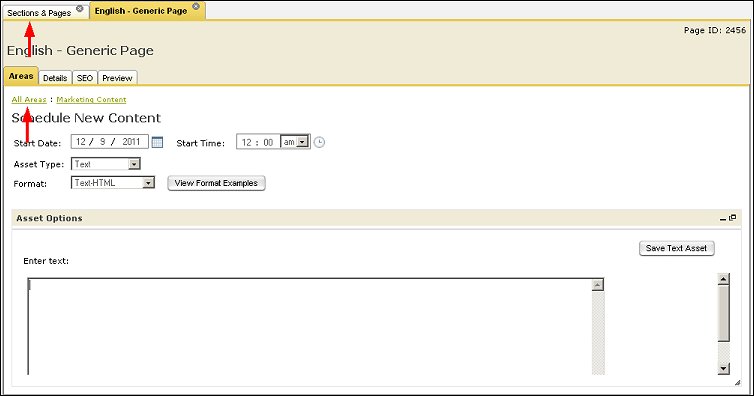 Sections & Pages English - Generic Page
Page ID: 2456
English - Generic Page
Areas Details SEO Preview
All Areas : Marketing Content
Schedule New Content
Start Date: 12 / 9 / 2011 Start Time: 12 : 00 am
Asset Type: Text
Format: Text-HTML View Format Examples
Asset Options
Save Text Asset
Enter text: